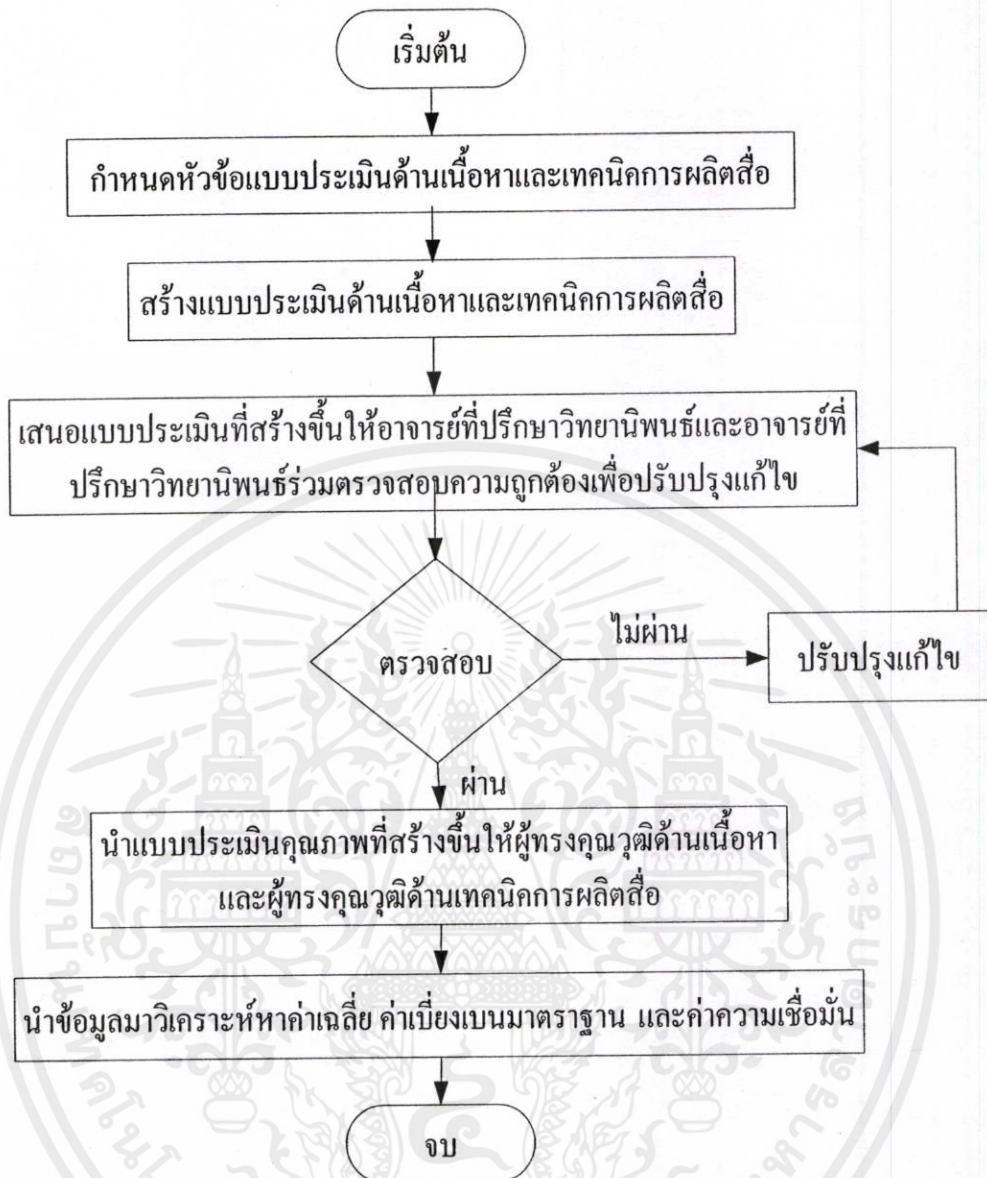 เริ่มต้น
กำหนดหัวข้อแบบประเมินด้านเนื้อหาและเทคนิคการผลิตสื่อ
สร้างแบบประเมินด้านเนื้อหาและเทคนิคการผลิตสื่อ
เสนอแบบประเมินที่สร้างขึ้นให้อาจารย์ที่ปรึกษาวิทยานิพนธ์และอาจารย์ที่
ปรึกษาวิทยานิพนธ์ร่วมตรวจสอบความถูกต้องเพื่อปรับปรุงแก้ไข
ตรวจสอบ
ไม่ผ่าน
ปรับปรุงแก้ไข
ผ่าน
นำแบบประเมินคุณภาพที่สร้างขึ้นให้ผู้ทรงคุณวุฒิด้านเนื้อหา
และผู้ทรงคุณวุฒิด้านเทคนิคการผลิตสื่อ
นำข้อมูลมาวิเคราะห์หาค่าเฉลี่ย ค่าเบี่ยงเบนมาตราฐาน และค่าความเชื่อมั่น
จบ